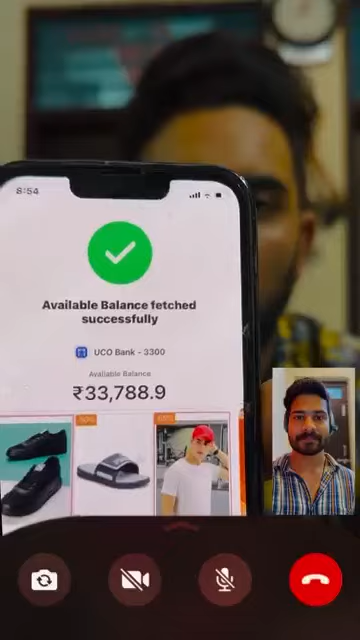 8:54
Available Balance fetched
successfully
UCO Bank - 3300
Available Balance
₹33,788.9